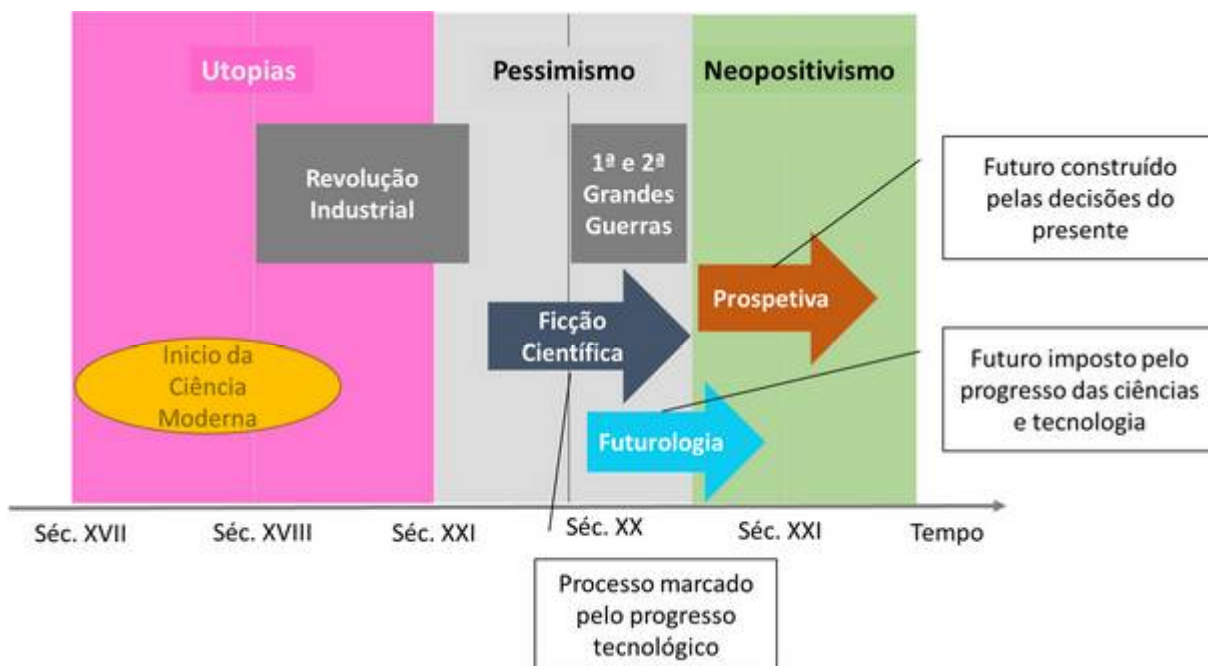 Utopias
Pessimismo
Neopositivismo
Revolução
Industrial
1ª e 2ª
Grandes
Guerras
Futuro construído
pelas decisões do
presente
Prospetiva
Ficção
Científica
Inicio da
Ciência
Moderna
Futuro imposto pelo
progresso das ciências
e tecnologia
Futurologia
Séc. XVII
Séc. XVIII
Séc. XXI
Séc. XX
Séc. XXI
Tempo
Processo marcado
pelo progresso
tecnológico